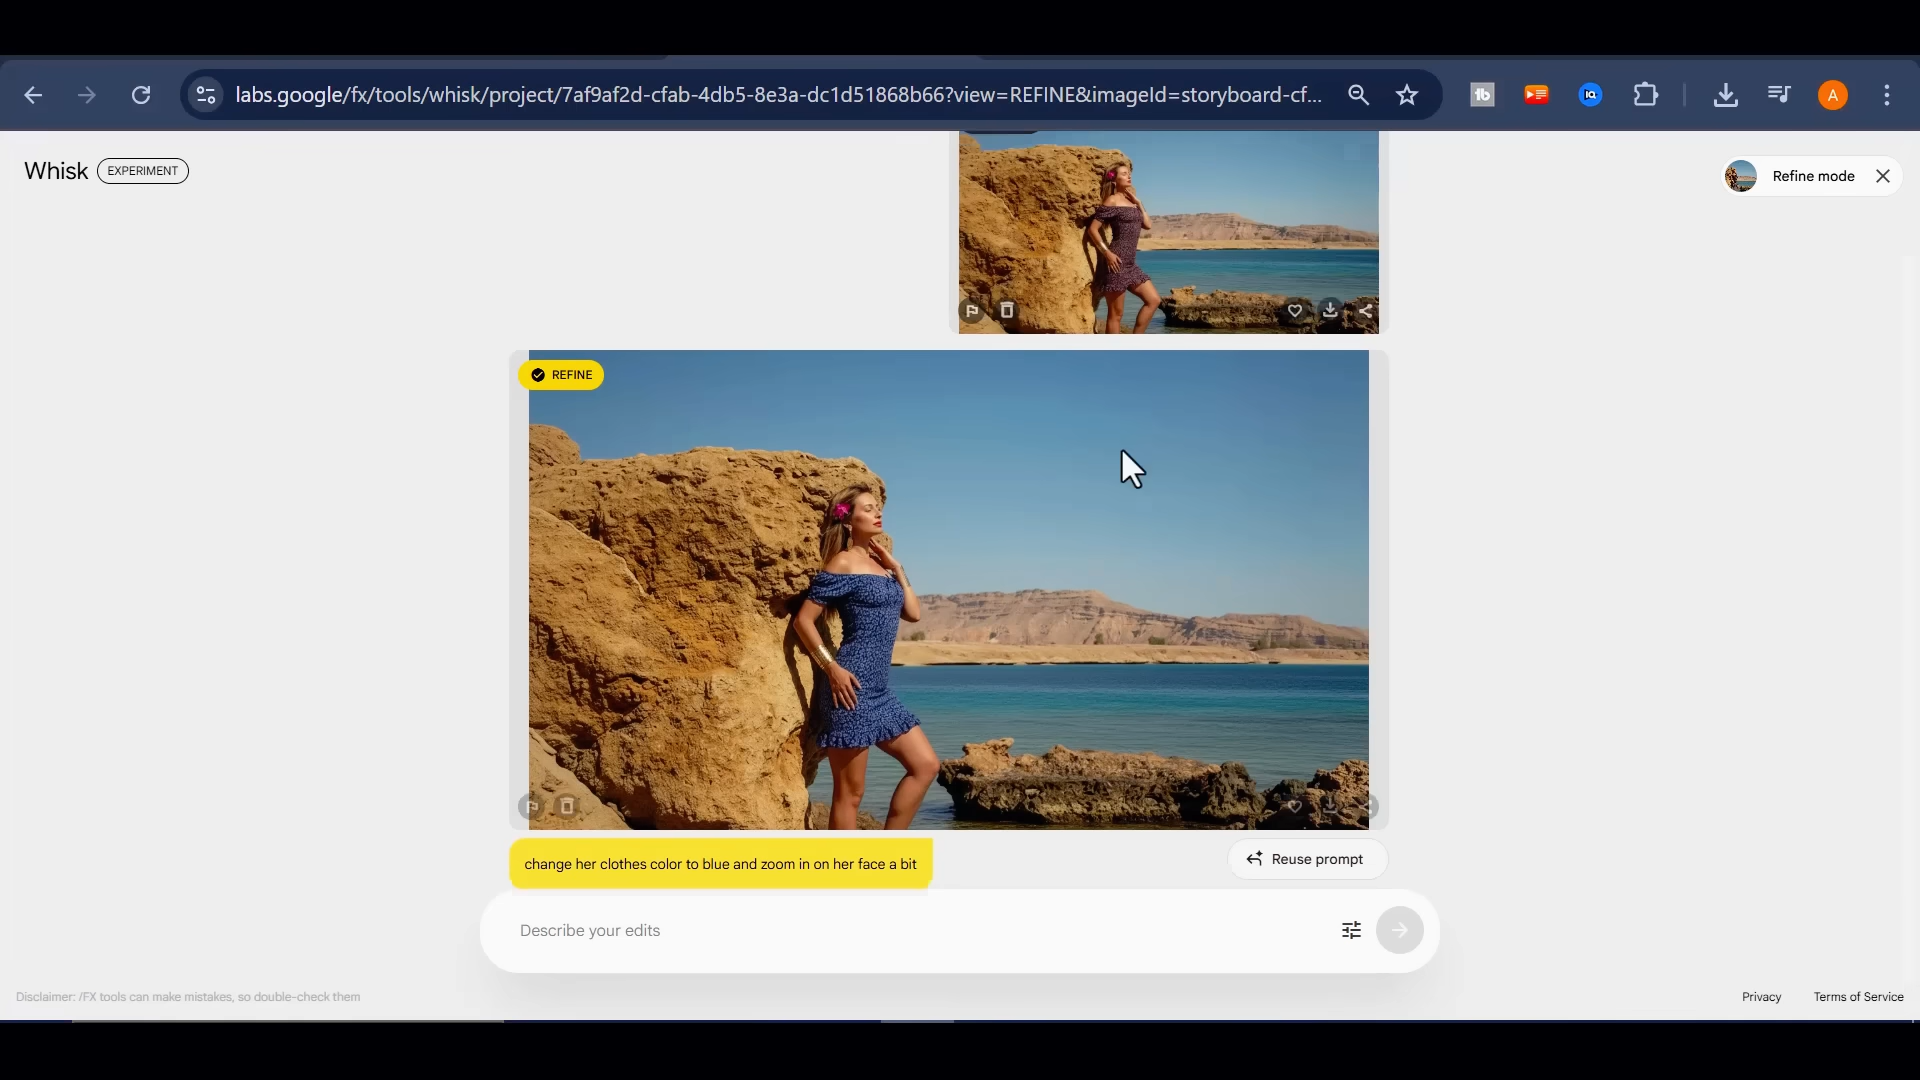 labs.google/fx/tools/whisk/project/7af9af2d-cfab-4db5-8e3a-dc1d51868b66?view=REFINE&imageId=storyboard-cf...
A
Whisk
EXPERIMENT
Refine mode
REFINE
change her clothes color to blue and zoom in on her face a bit
Reuse prompt
Describe your edits
Disclaimer: /FX tools can make mistakes, so double-check them
Privacy
Terms of Service